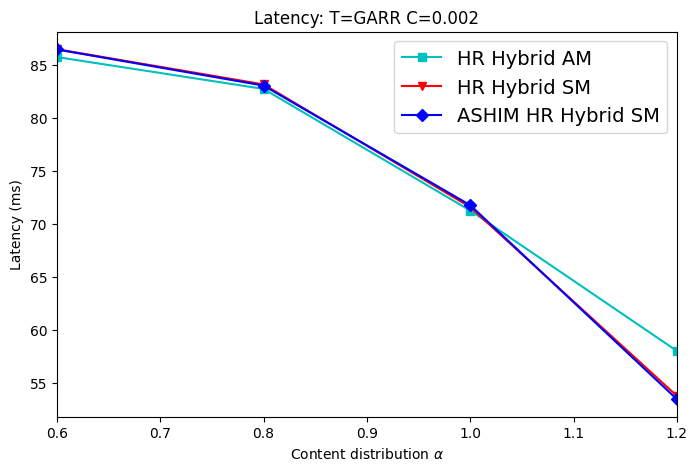 Latency: T=GARR C=0.002
HR Hybrid AM
HR Hybrid SM
ASHIM HR Hybrid SM
Latency (ms)
85
80
75
70
65
60
55
0.6 0.7 0.8 0.9 1.0 1.1 1.2
Content distribution α